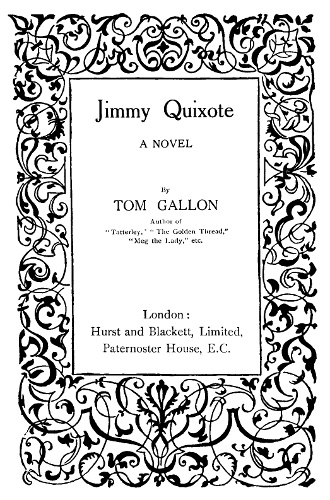 Jimmy Quixote
A NOVEL
By
TOM GALLON
Author of
"Tatterley,' "The Golden Thread,"
"Meg the Lady," etc.
London:
Hurst and Blackett, Limited,
Paternoster House, E.C.